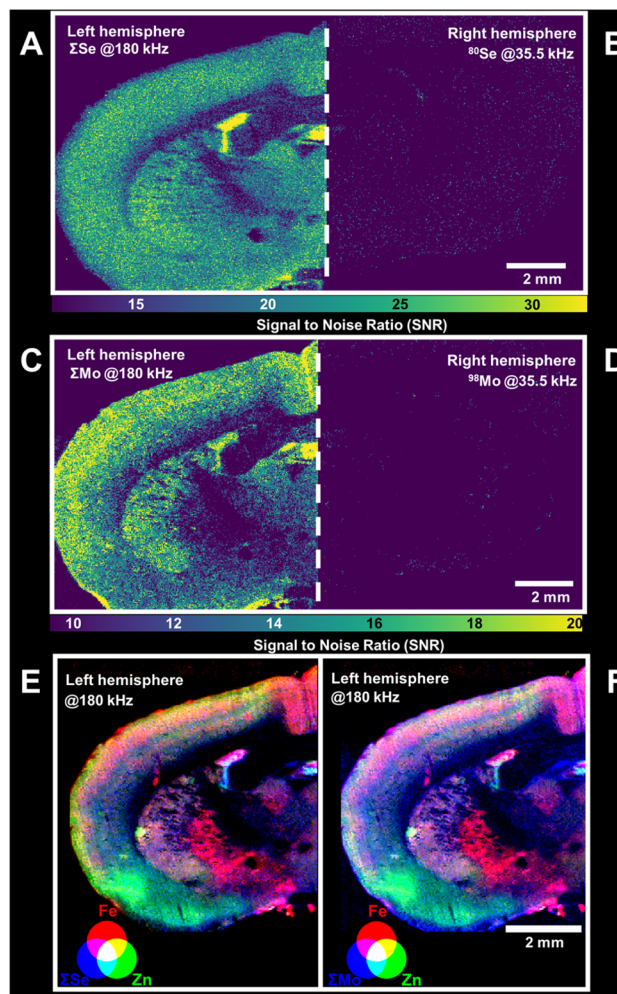 A
Left hemisphere
ΣSe @180 kHz
Right hemisphere
⁸⁰Se @35.5 kHz
B
2 mm
15 20 25 30
Signal to Noise Ratio (SNR)
C
Left hemisphere
ΣMo @180 kHz
Right hemisphere
⁹⁸Mo @35.5 kHz
D
2 mm
10 12 14 16 18 20
Signal to Noise Ratio (SNR)
E
Left hemisphere
@180 kHz
Left hemisphere
@180 kHz
F
Fe
ΣSe Zn
Fe
ΣMo Zn
2 mm